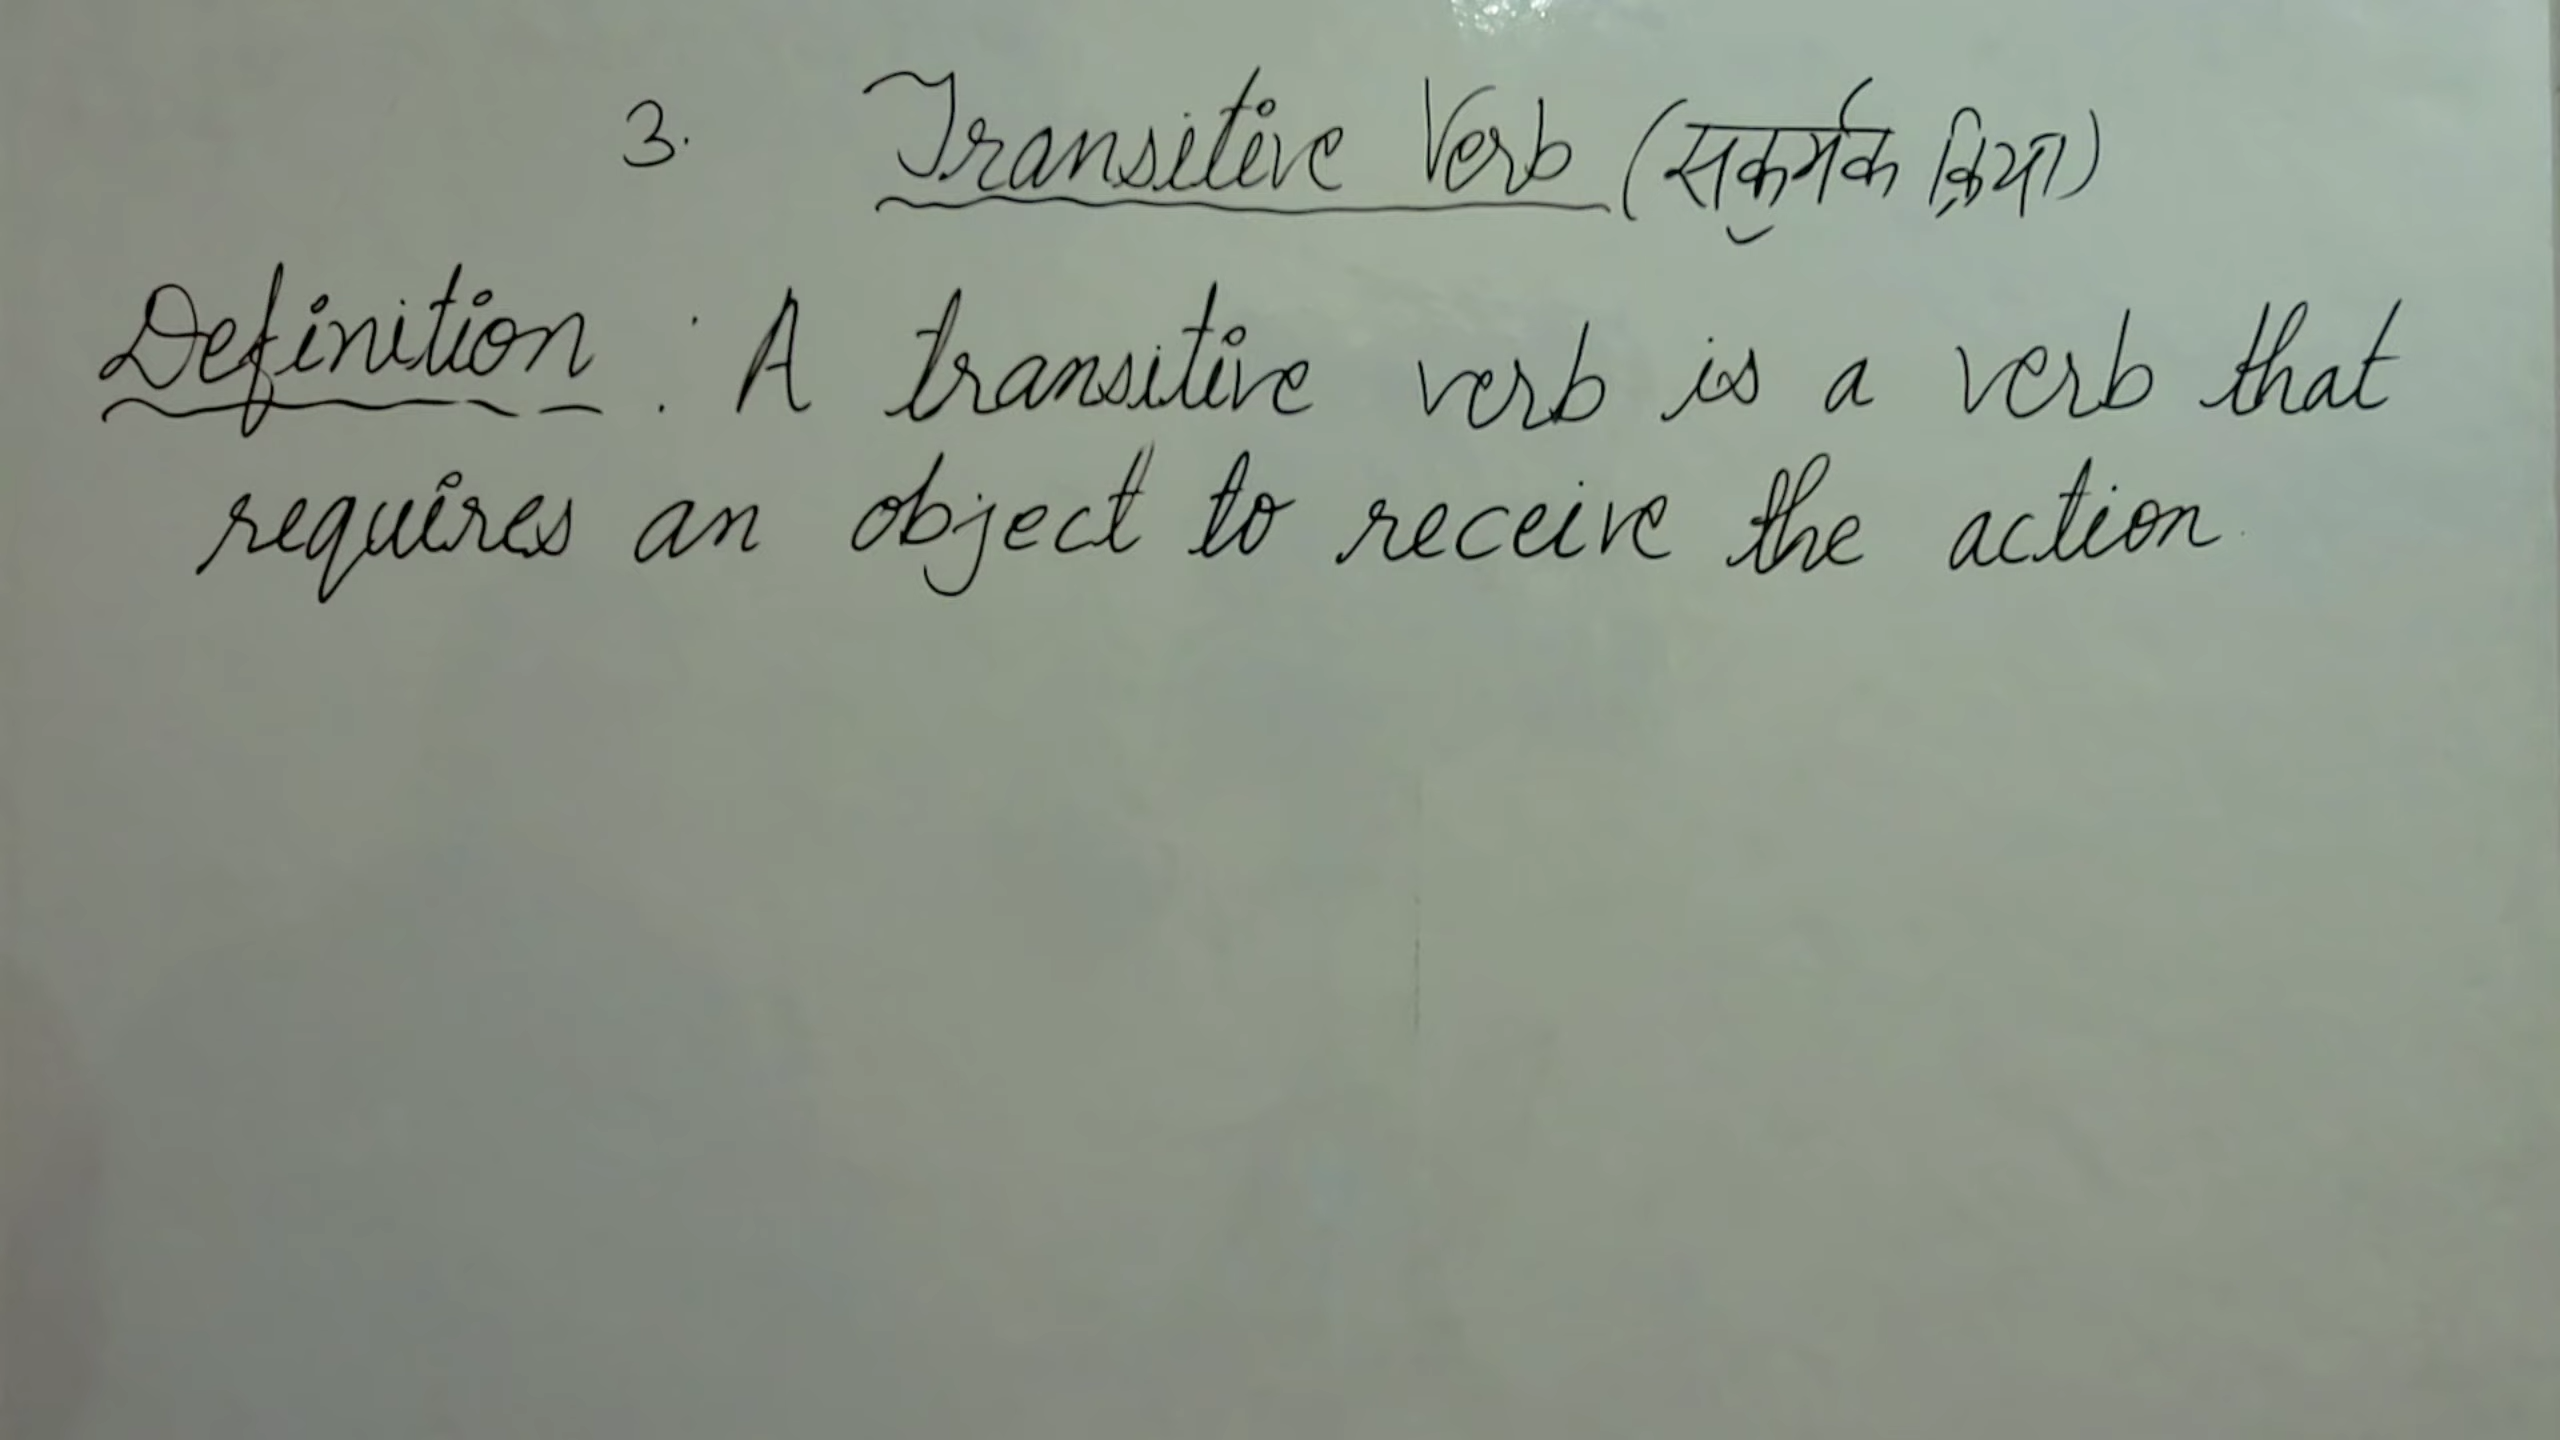 3. Transitive Verb (सकर्मक क्रिया)
Definition : A transitive verb is a verb that
requires an object to receive the action.